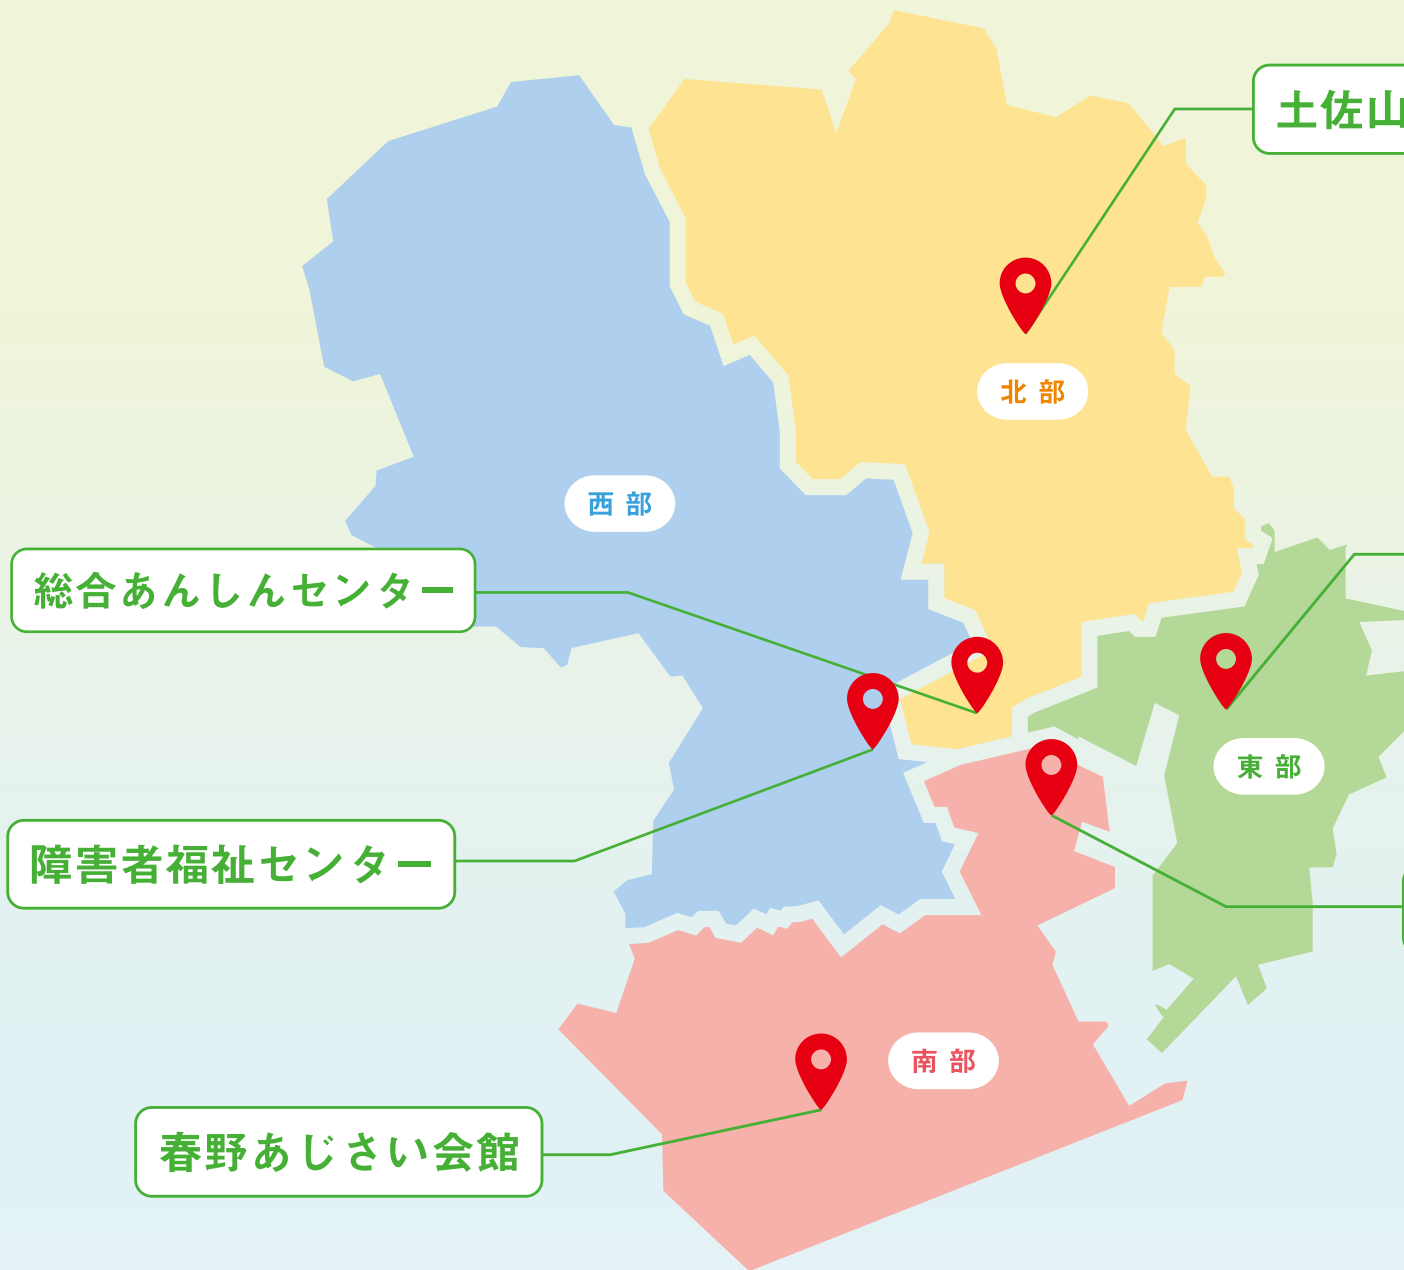 土佐山
北部
西部
総合あんしんセンター
東部
障害者福祉センター
南部
春野あじさい会館